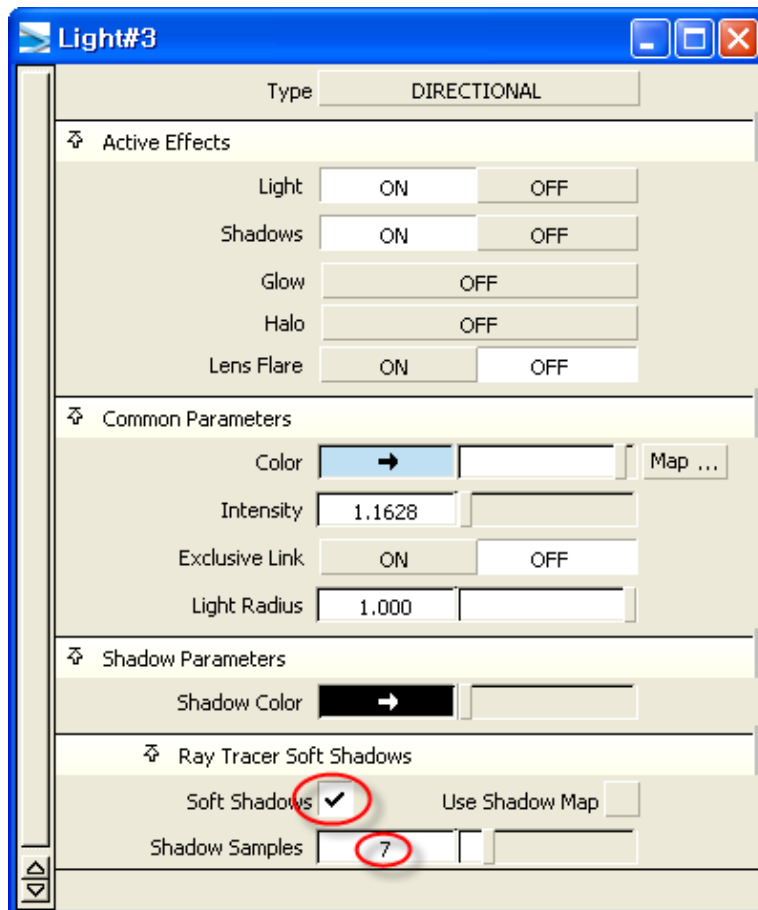 Light#3
Type DIRECTIONAL
Active Effects
Light ON OFF
Shadows ON OFF
Glow OFF
Halo OFF
Lens Flare ON OFF
Common Parameters
Color Map ...
Intensity 1.1628
Exclusive Link ON OFF
Light Radius 1.000
Shadow Parameters
Shadow Color
Ray Tracer Soft Shadows
Soft Shadows Use Shadow Map
Shadow Samples 7